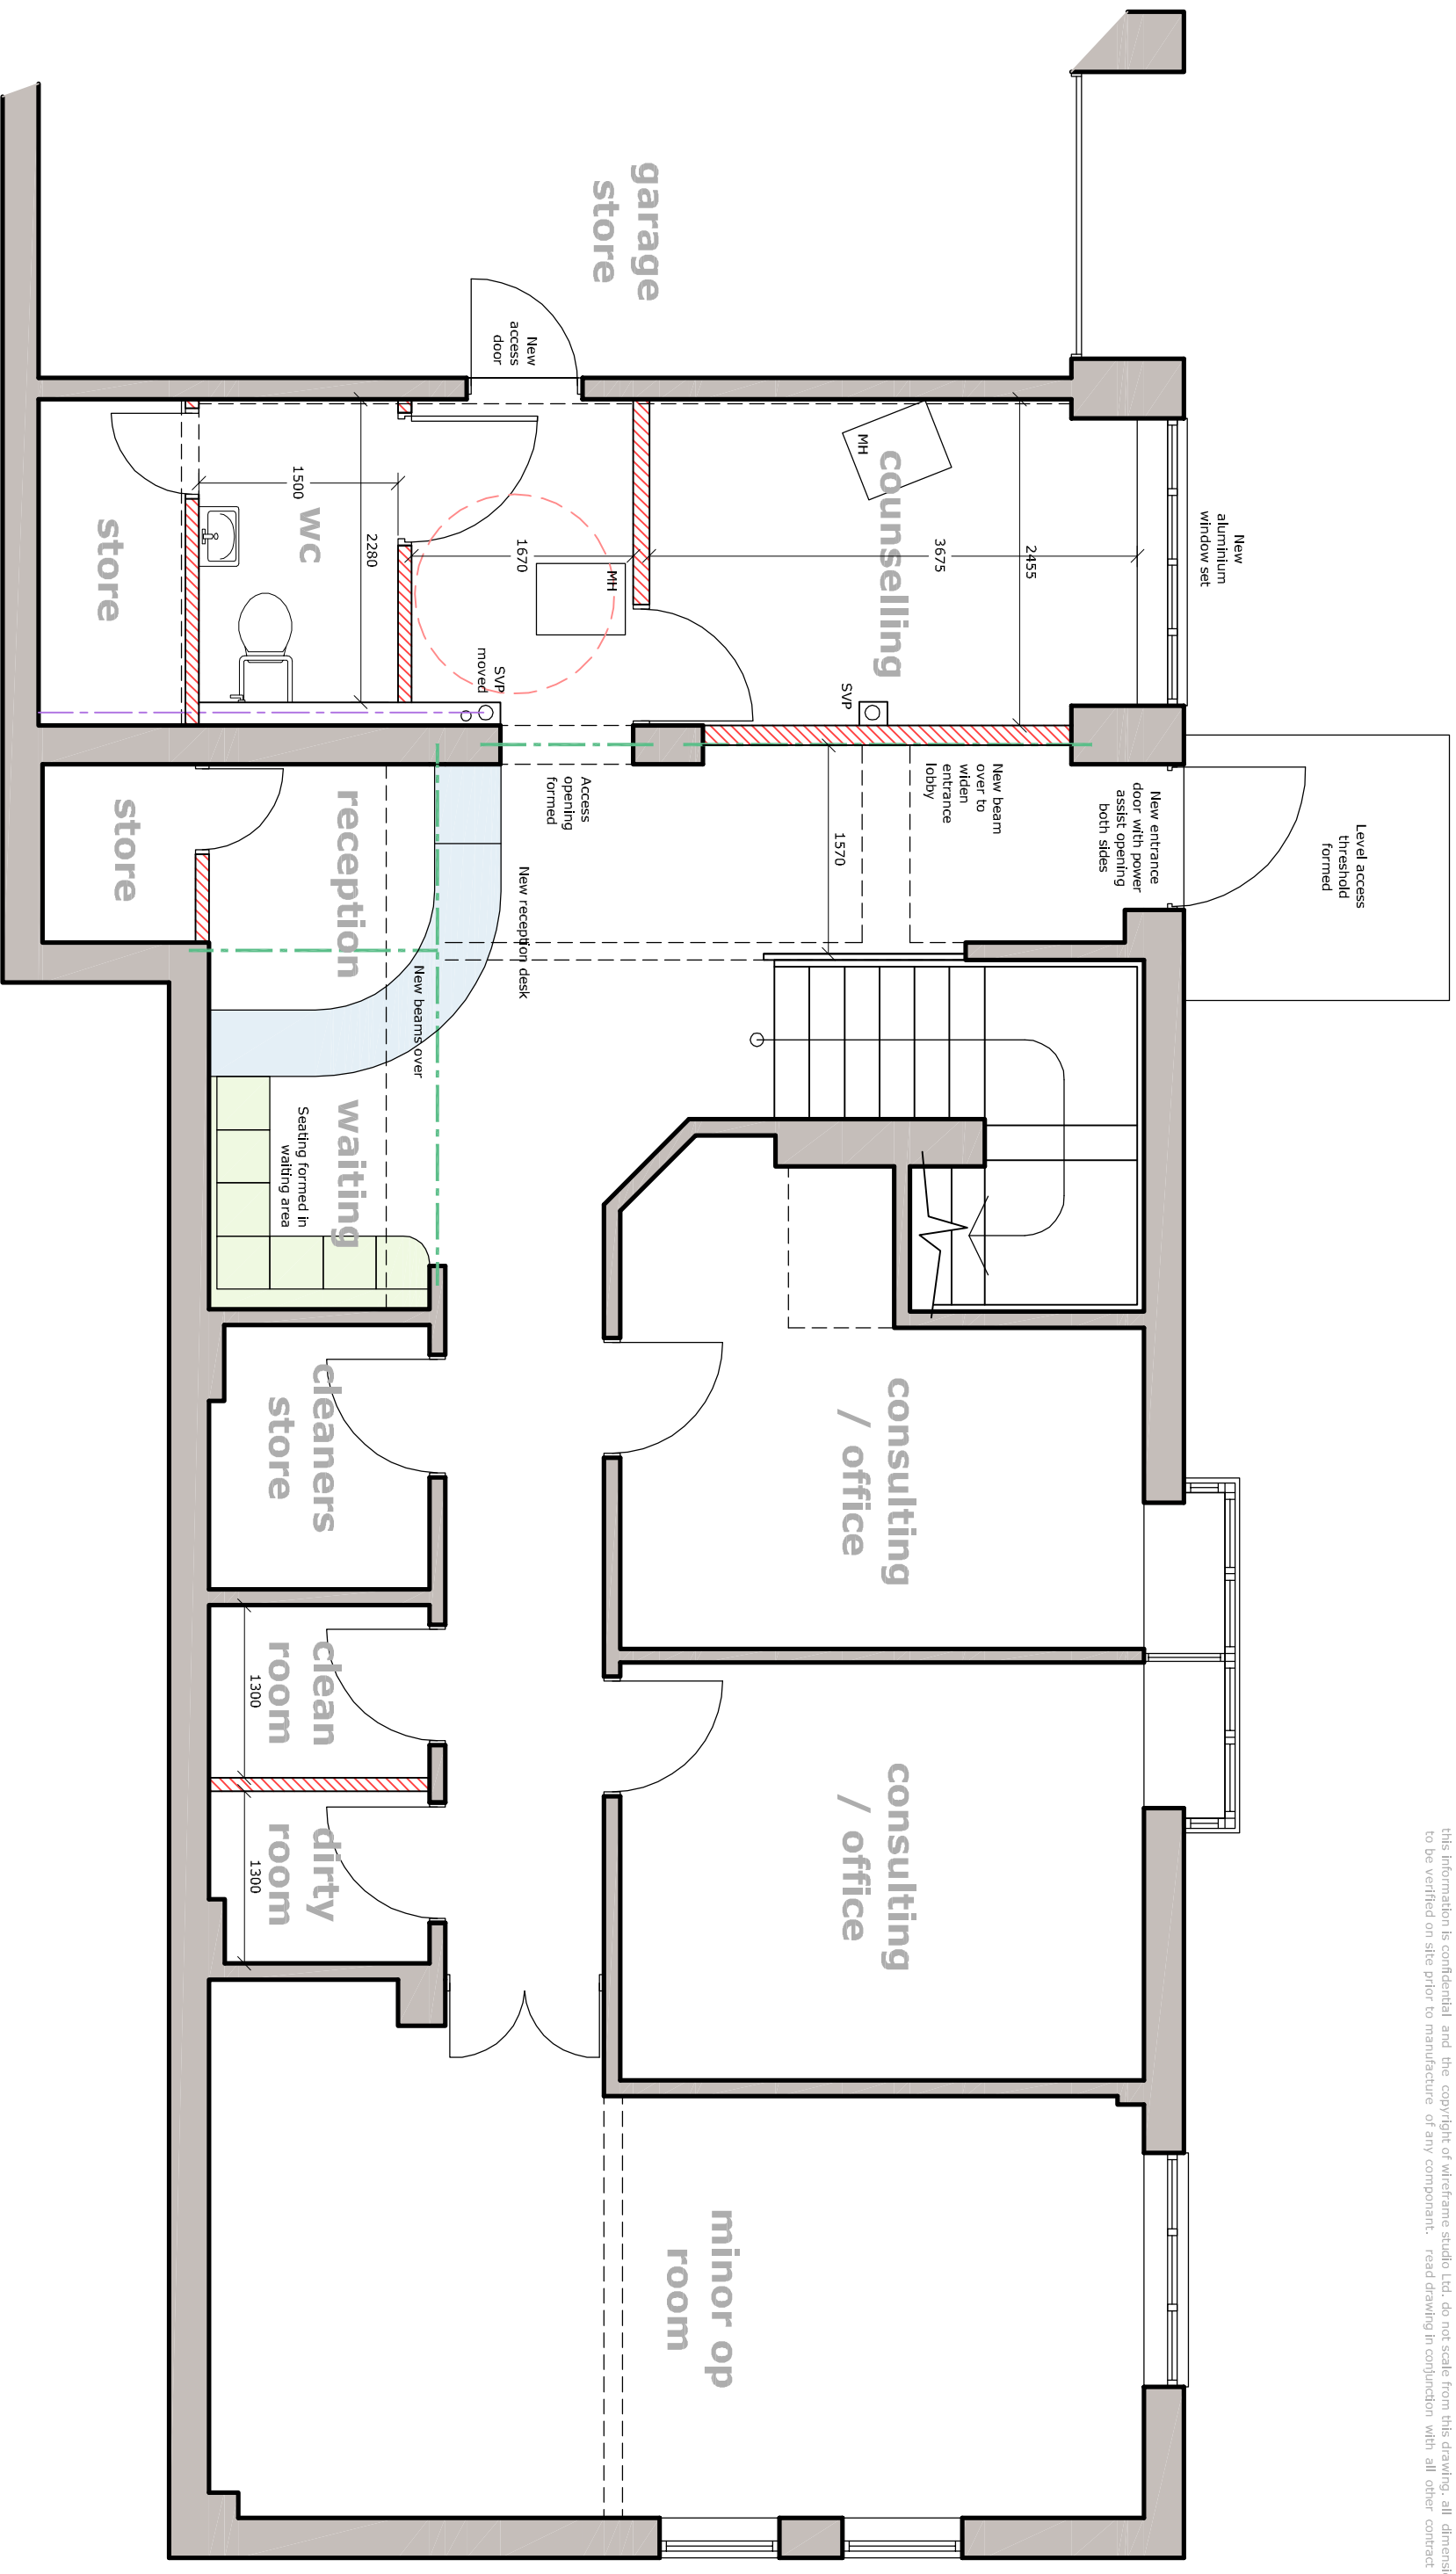 this information is confidential and the copyright of wireframe studio Ltd. do not scale from this drawing. all
to be verified on site prior to manufacture of any componant. read drawing in conjunction with all other contract
Level access
threshold
formed
New
aluminium
window set
New entrance
door with power
assist opening
both sides
New beam
over to
widen
entrance
lobby
2455
3675
counselling
MH
SVP
1570
consulting
/ office
consulting
/ office
minor op
room
garage
store
MH
New
access
door
1670
SVP
moved
Access
opening
formed
New reception desk
New beams over
2280
wc
1500
reception
waiting
Seating formed in
waiting area
cleaners
store
clean
room
1300
dirty
room
1300
store
store